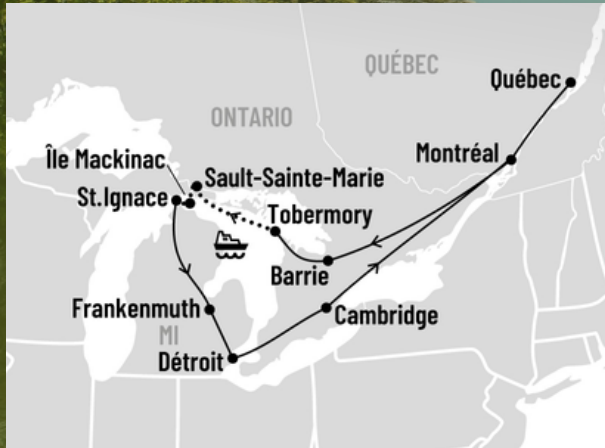 QUÉBEC
Québec
ONTARIO
Montréal
Île Mackinac
Sault-Sainte-Marie
St.Ignace
Tobermory
Barrie
Frankenmuth
Cambridge
MI
Détroit